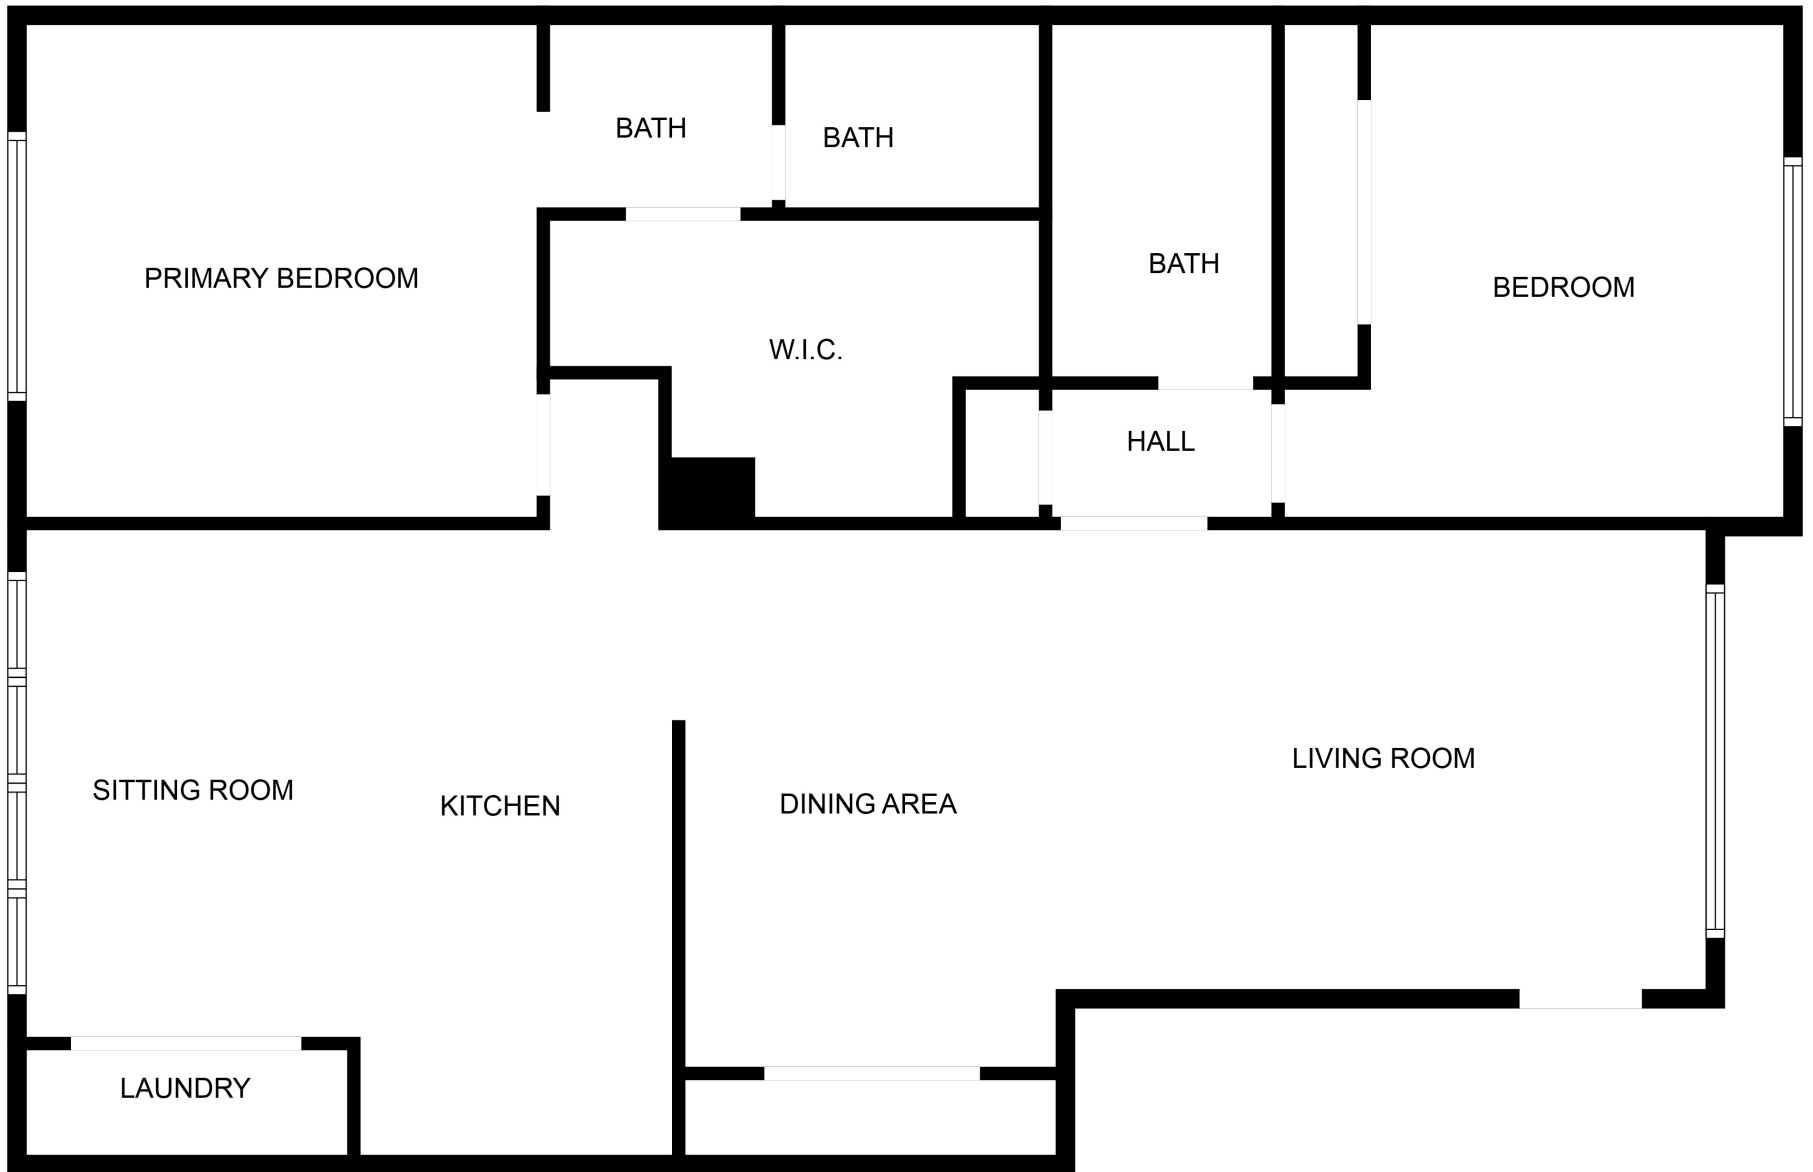 BATH
BATH
PRIMARY BEDROOM
BATH
BEDROOM
W.I.C.
HALL
SITTING ROOM
KITCHEN
DINING AREA
LIVING ROOM
LAUNDRY